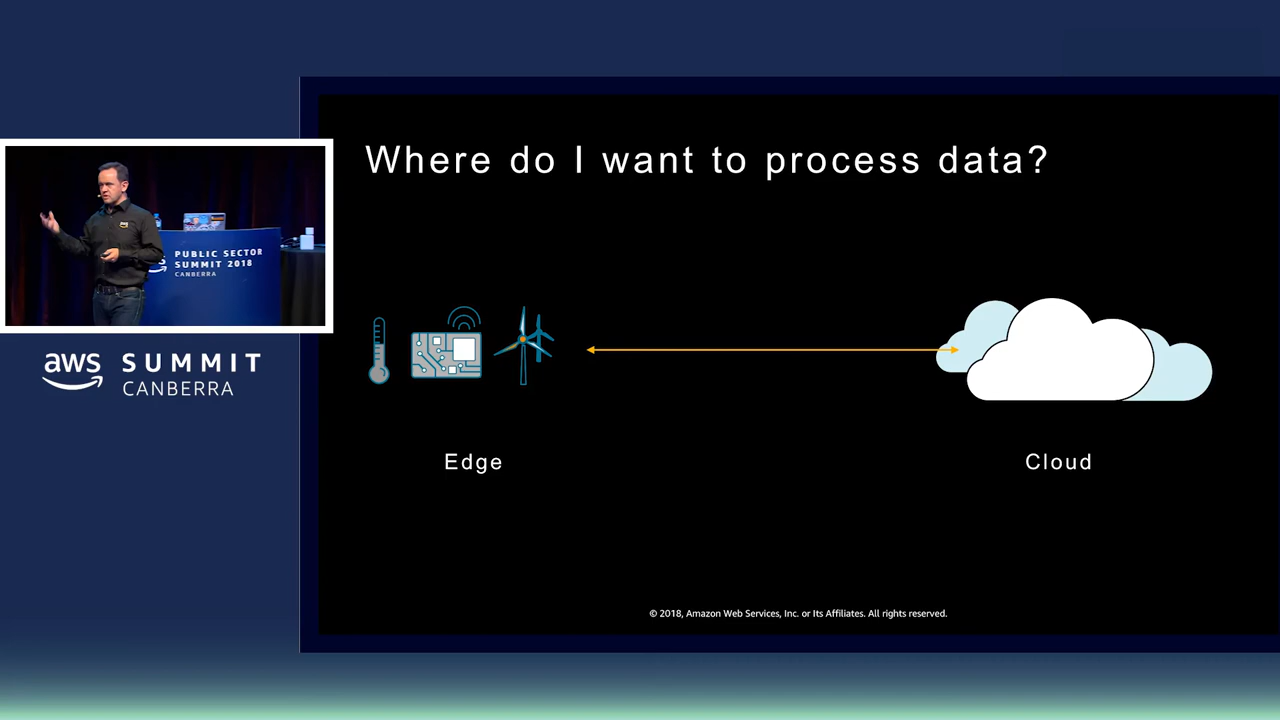 Where do I want to process data?
PUBLIC SECTOR
SUMMIT 2018
CANBERRA
aws SUMMIT
CANBERRA
Edge
Cloud
© 2018, Amazon Web Services, Inc. or Its Affiliates. All rights reserved.